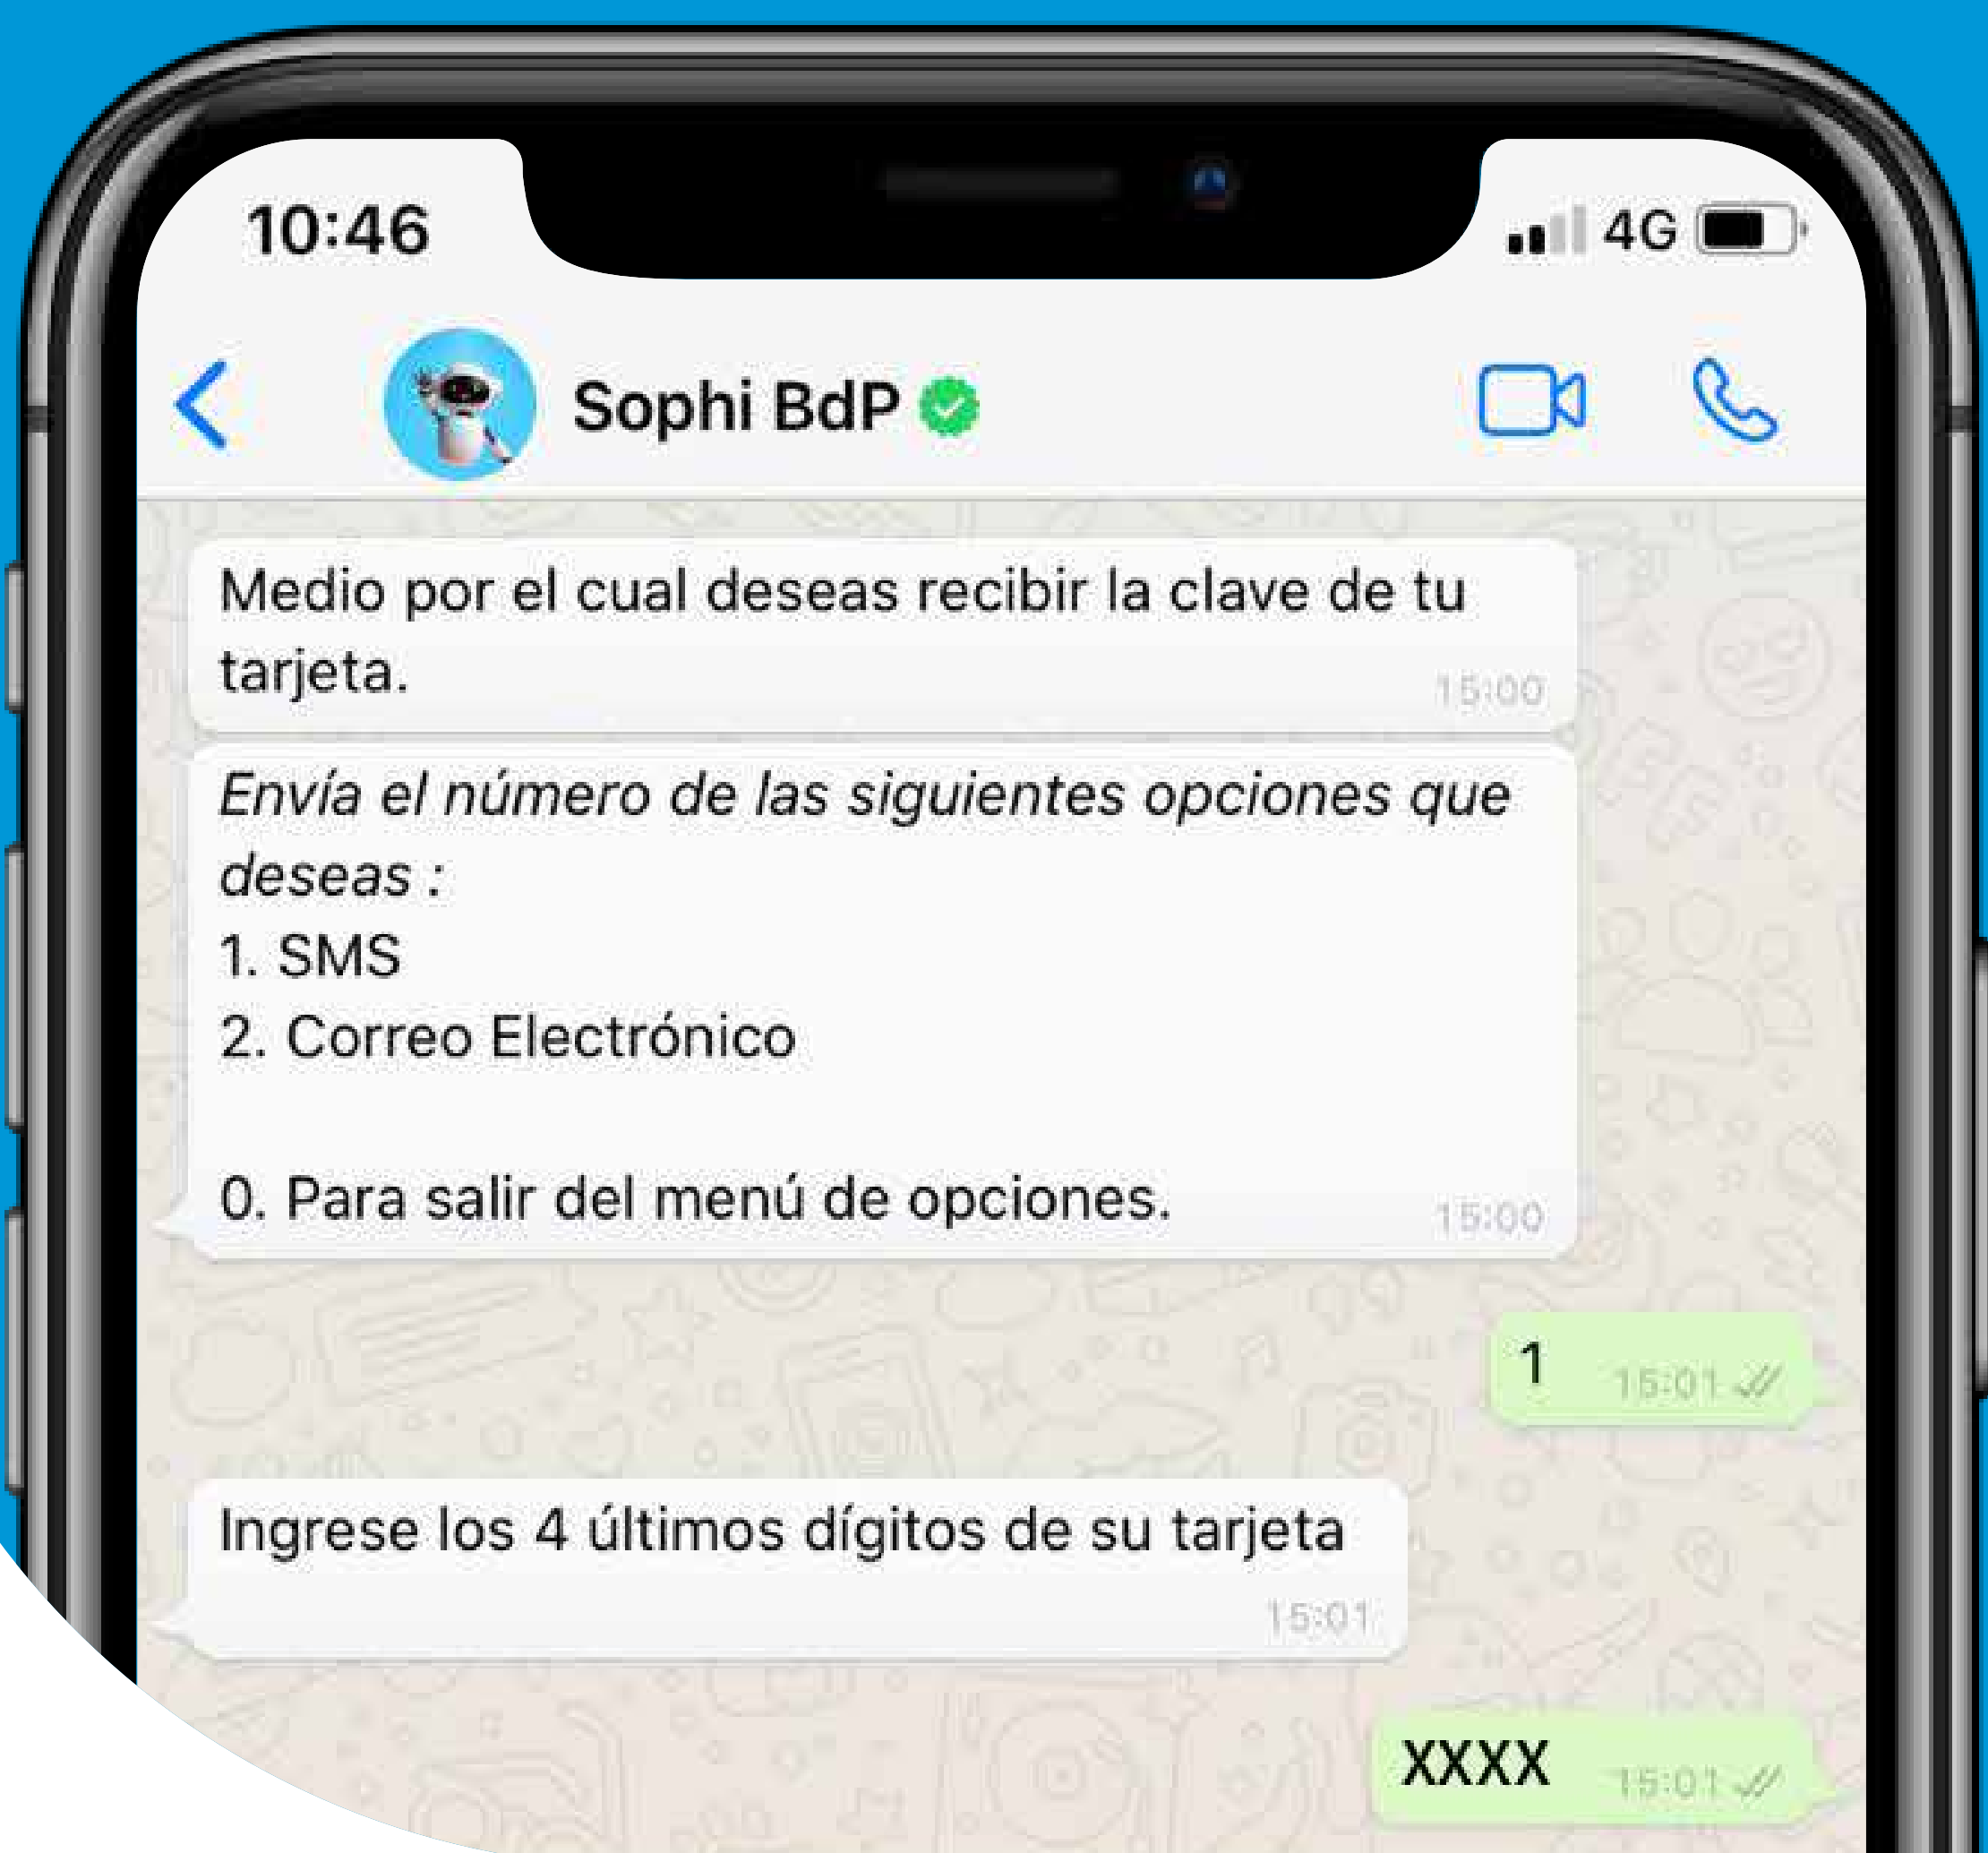 10:46
4G
Sophi BdP
Medio por el cual deseas recibir la clave de tu
tarjeta.
15:00
Envía el número de las siguientes opciones que
deseas :
1. SMS
2. Correo Electrónico
0. Para salir del menú de opciones.
15:00
1
15:01
Ingrese los 4 últimos dígitos de su tarjeta
15:01
XXXX
15:01